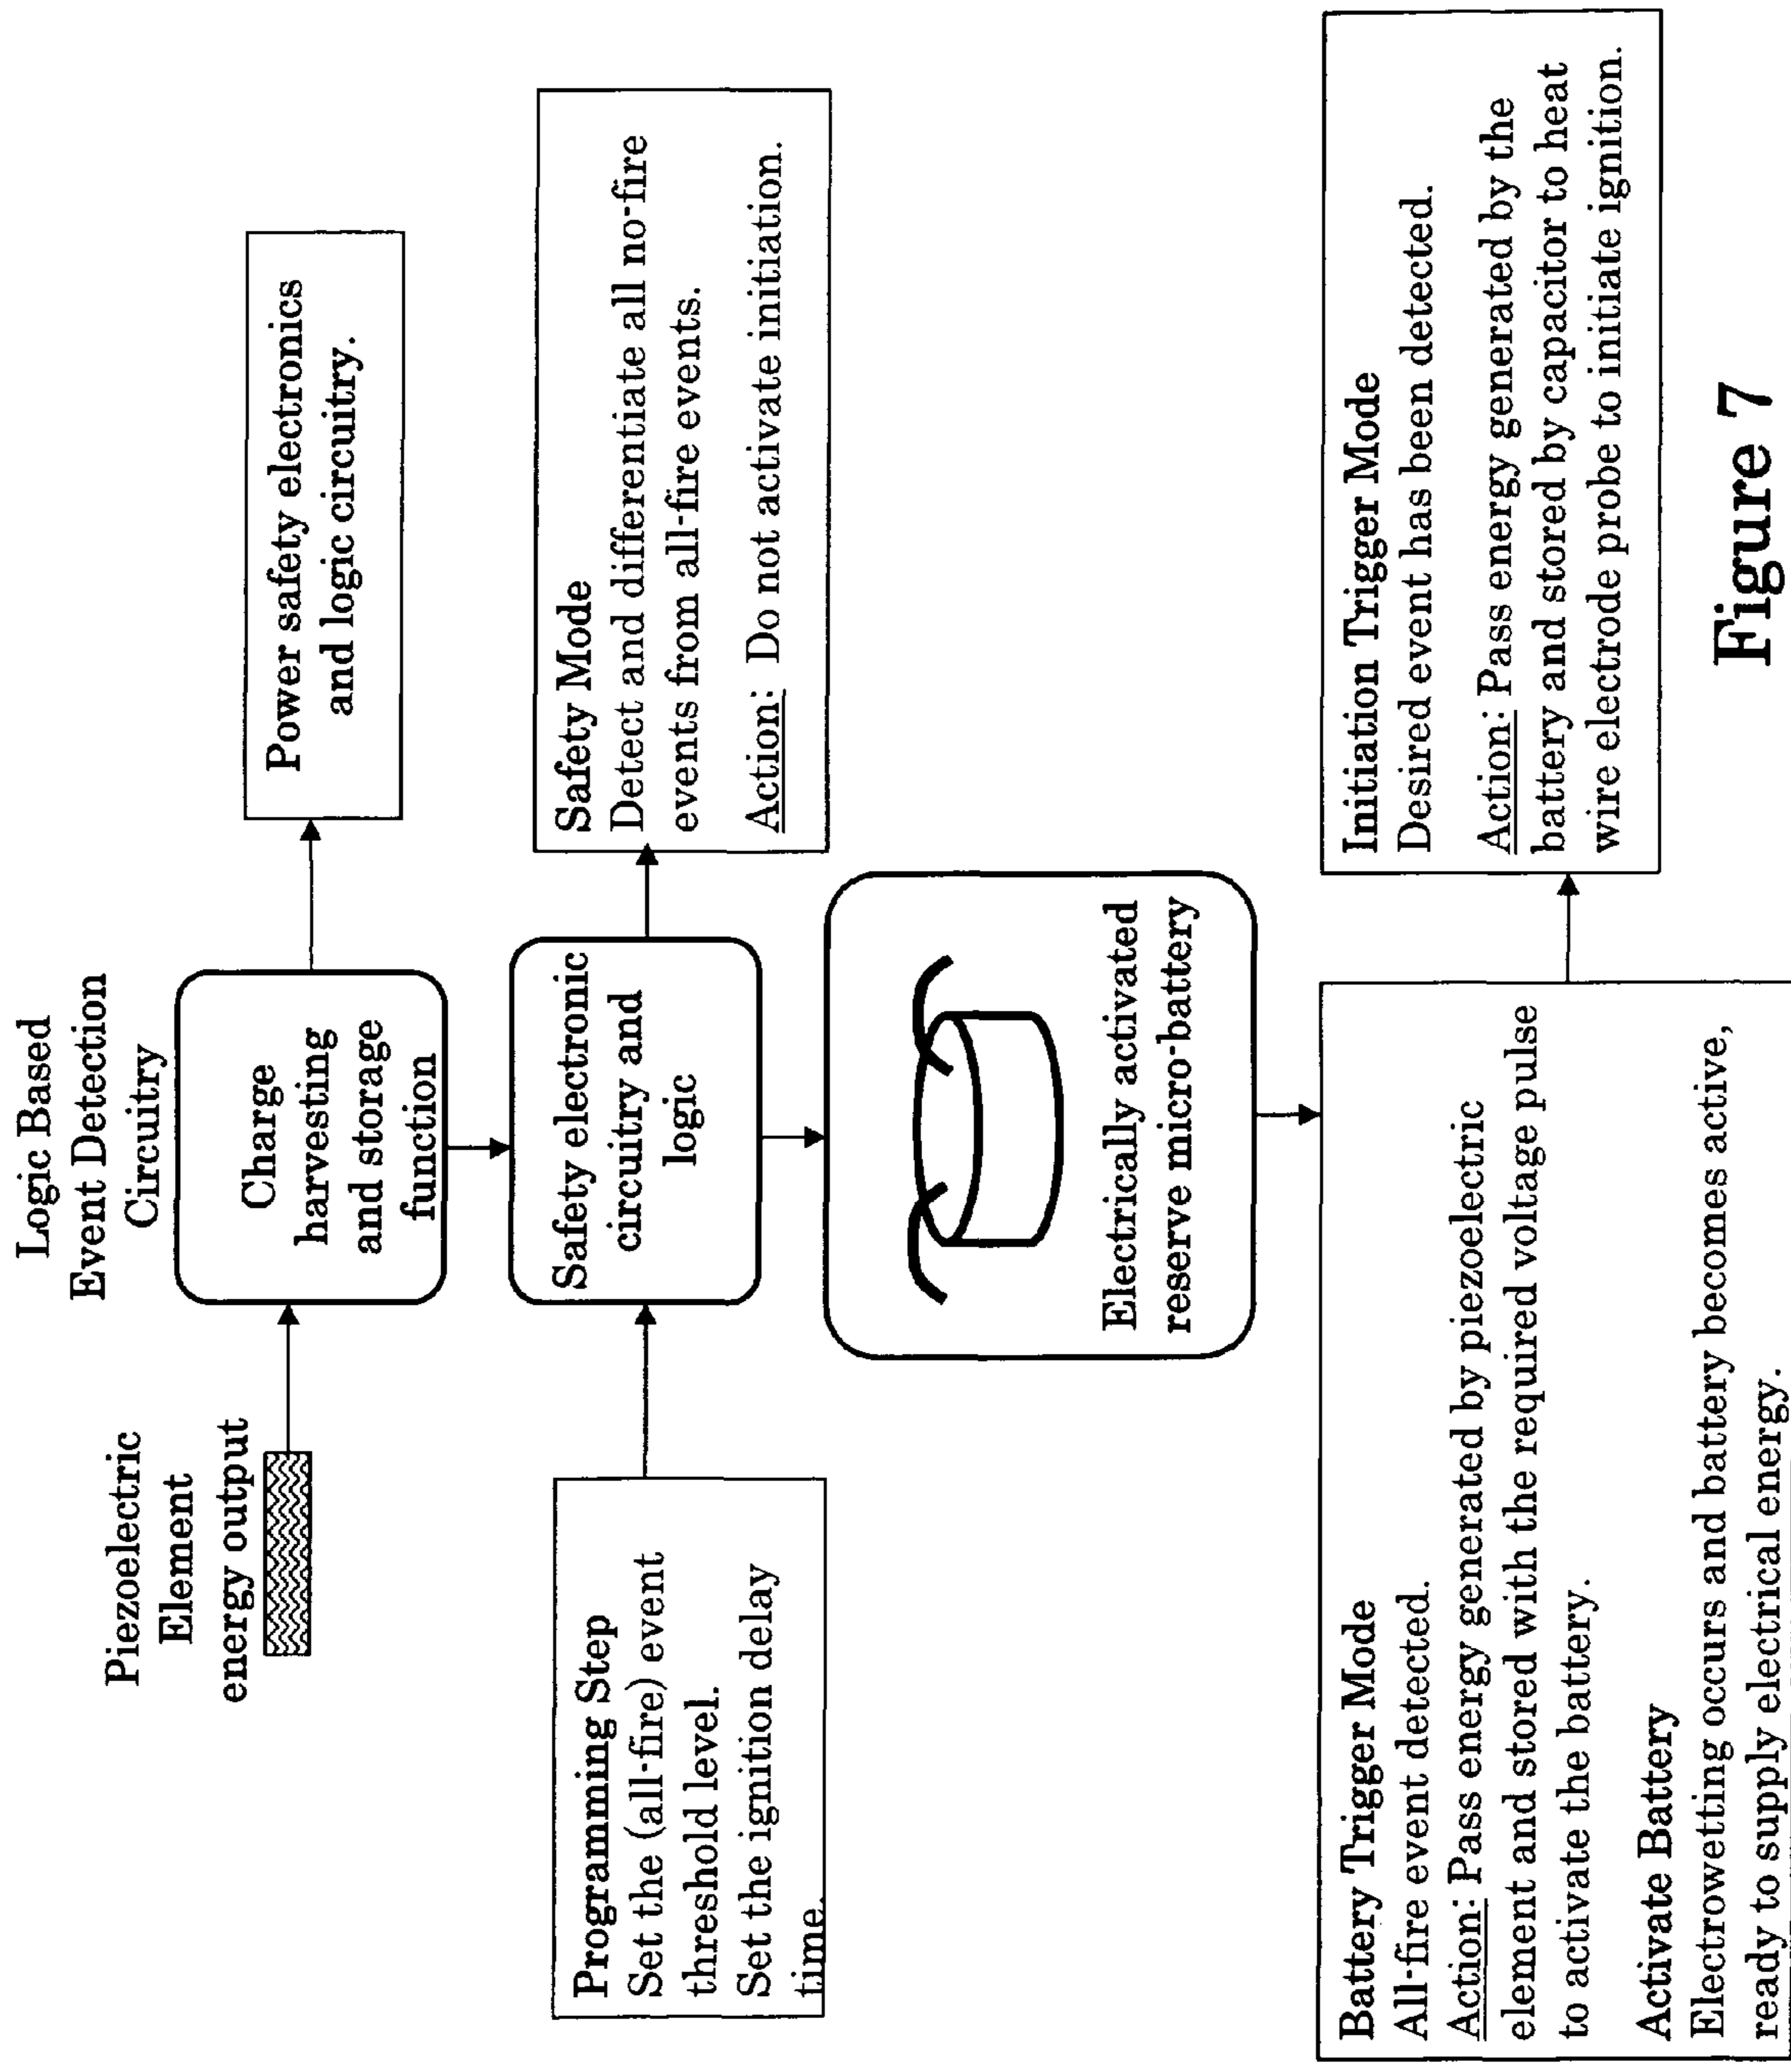 Logic Based
Event Detection
Circuitry
Piezoelectric
Element
energy output
Charge
harvesting
and storage
function
Power safety electronics
and logic circuitry.
Programming Step
Set the (all-fire) event
threshold level.
Set the ignition delay
time.
Safety electronic
circuitry and
logic
Safety Mode
Detect and differentiate all no-fire
events from all-fire events.
Action: Do not activate initiation.
Electrically activated
reserve micro-battery
Battery Trigger Mode
All-fire event detected.
Action: Pass energy generated by piezoelectric
element and stored with the required voltage pulse
to activate the battery.
Activate Battery
Electrowetting occurs and battery becomes active,
ready to supply electrical energy.
Initiation Trigger Mode
Desired event has been detected.
Action: Pass energy generated by the
battery and stored by capacitor to heat
wire electrode probe to initiate ignition.
Figure 7